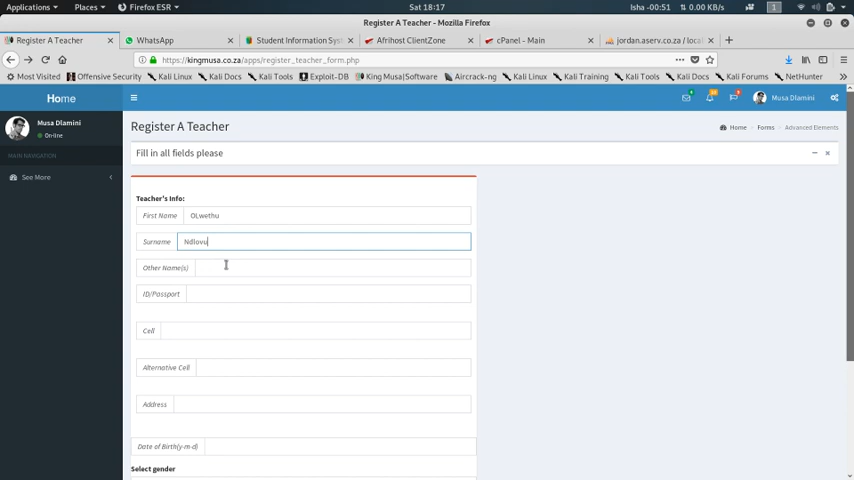 Applications Places Firefox ESR Sat 18:17 Isha -00:51 0.00 KB/s 1
Register A Teacher - Mozilla Firefox
Register A Teacher WhatsApp Student Information Sys Afrihost ClientZone cPanel - Main jordan.aserv.co.za / local
https://kingmusa.co.za/apps/register_teacher_form.php
Most Visited Offensive Security Kali Linux Kali Docs Kali Tools Exploit-DB King Musa|Software Aircrack-ng Kali Linux Kali Training Kali Tools Kali Docs Kali Forums NetHunter
Home Musa Dlamini
Musa Dlamini
On-line
MAIN NAVIGATION
See More
Register A Teacher
Home Forms Advanced Elements
Fill in all fields please
Teacher's Info:
First Name OLwethu
Surname Ndlovu
Other Name(s)
ID/Passport
Cell
Alternative Cell
Address
Date of Birth(y-m-d)
Select gender